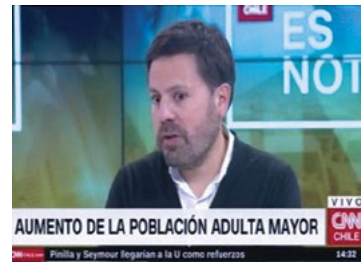 CHILE
ES
NOT
VIVO
AUMENTO DE LA POBLACIÓN ADULTA MAYOR
CNN
CHILE
Pinilla y Seymour llegarían a la U como refuerzos
14:22